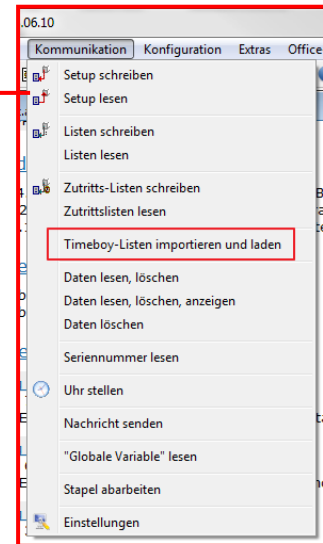 .06.10
Kommunikation Konfiguration Extras Office
Setup schreiben
Setup lesen
Listen schreiben
Listen lesen
Zutritts-Listen schreiben
Zutrittslisten lesen
Timeboy-Listen importieren und laden
Daten lesen, löschen
Daten lesen, löschen, anzeigen
Daten löschen
Seriennummer lesen
Uhr stellen
Nachricht senden
"Globale Variable" lesen
Stapel abarbeiten
Einstellungen